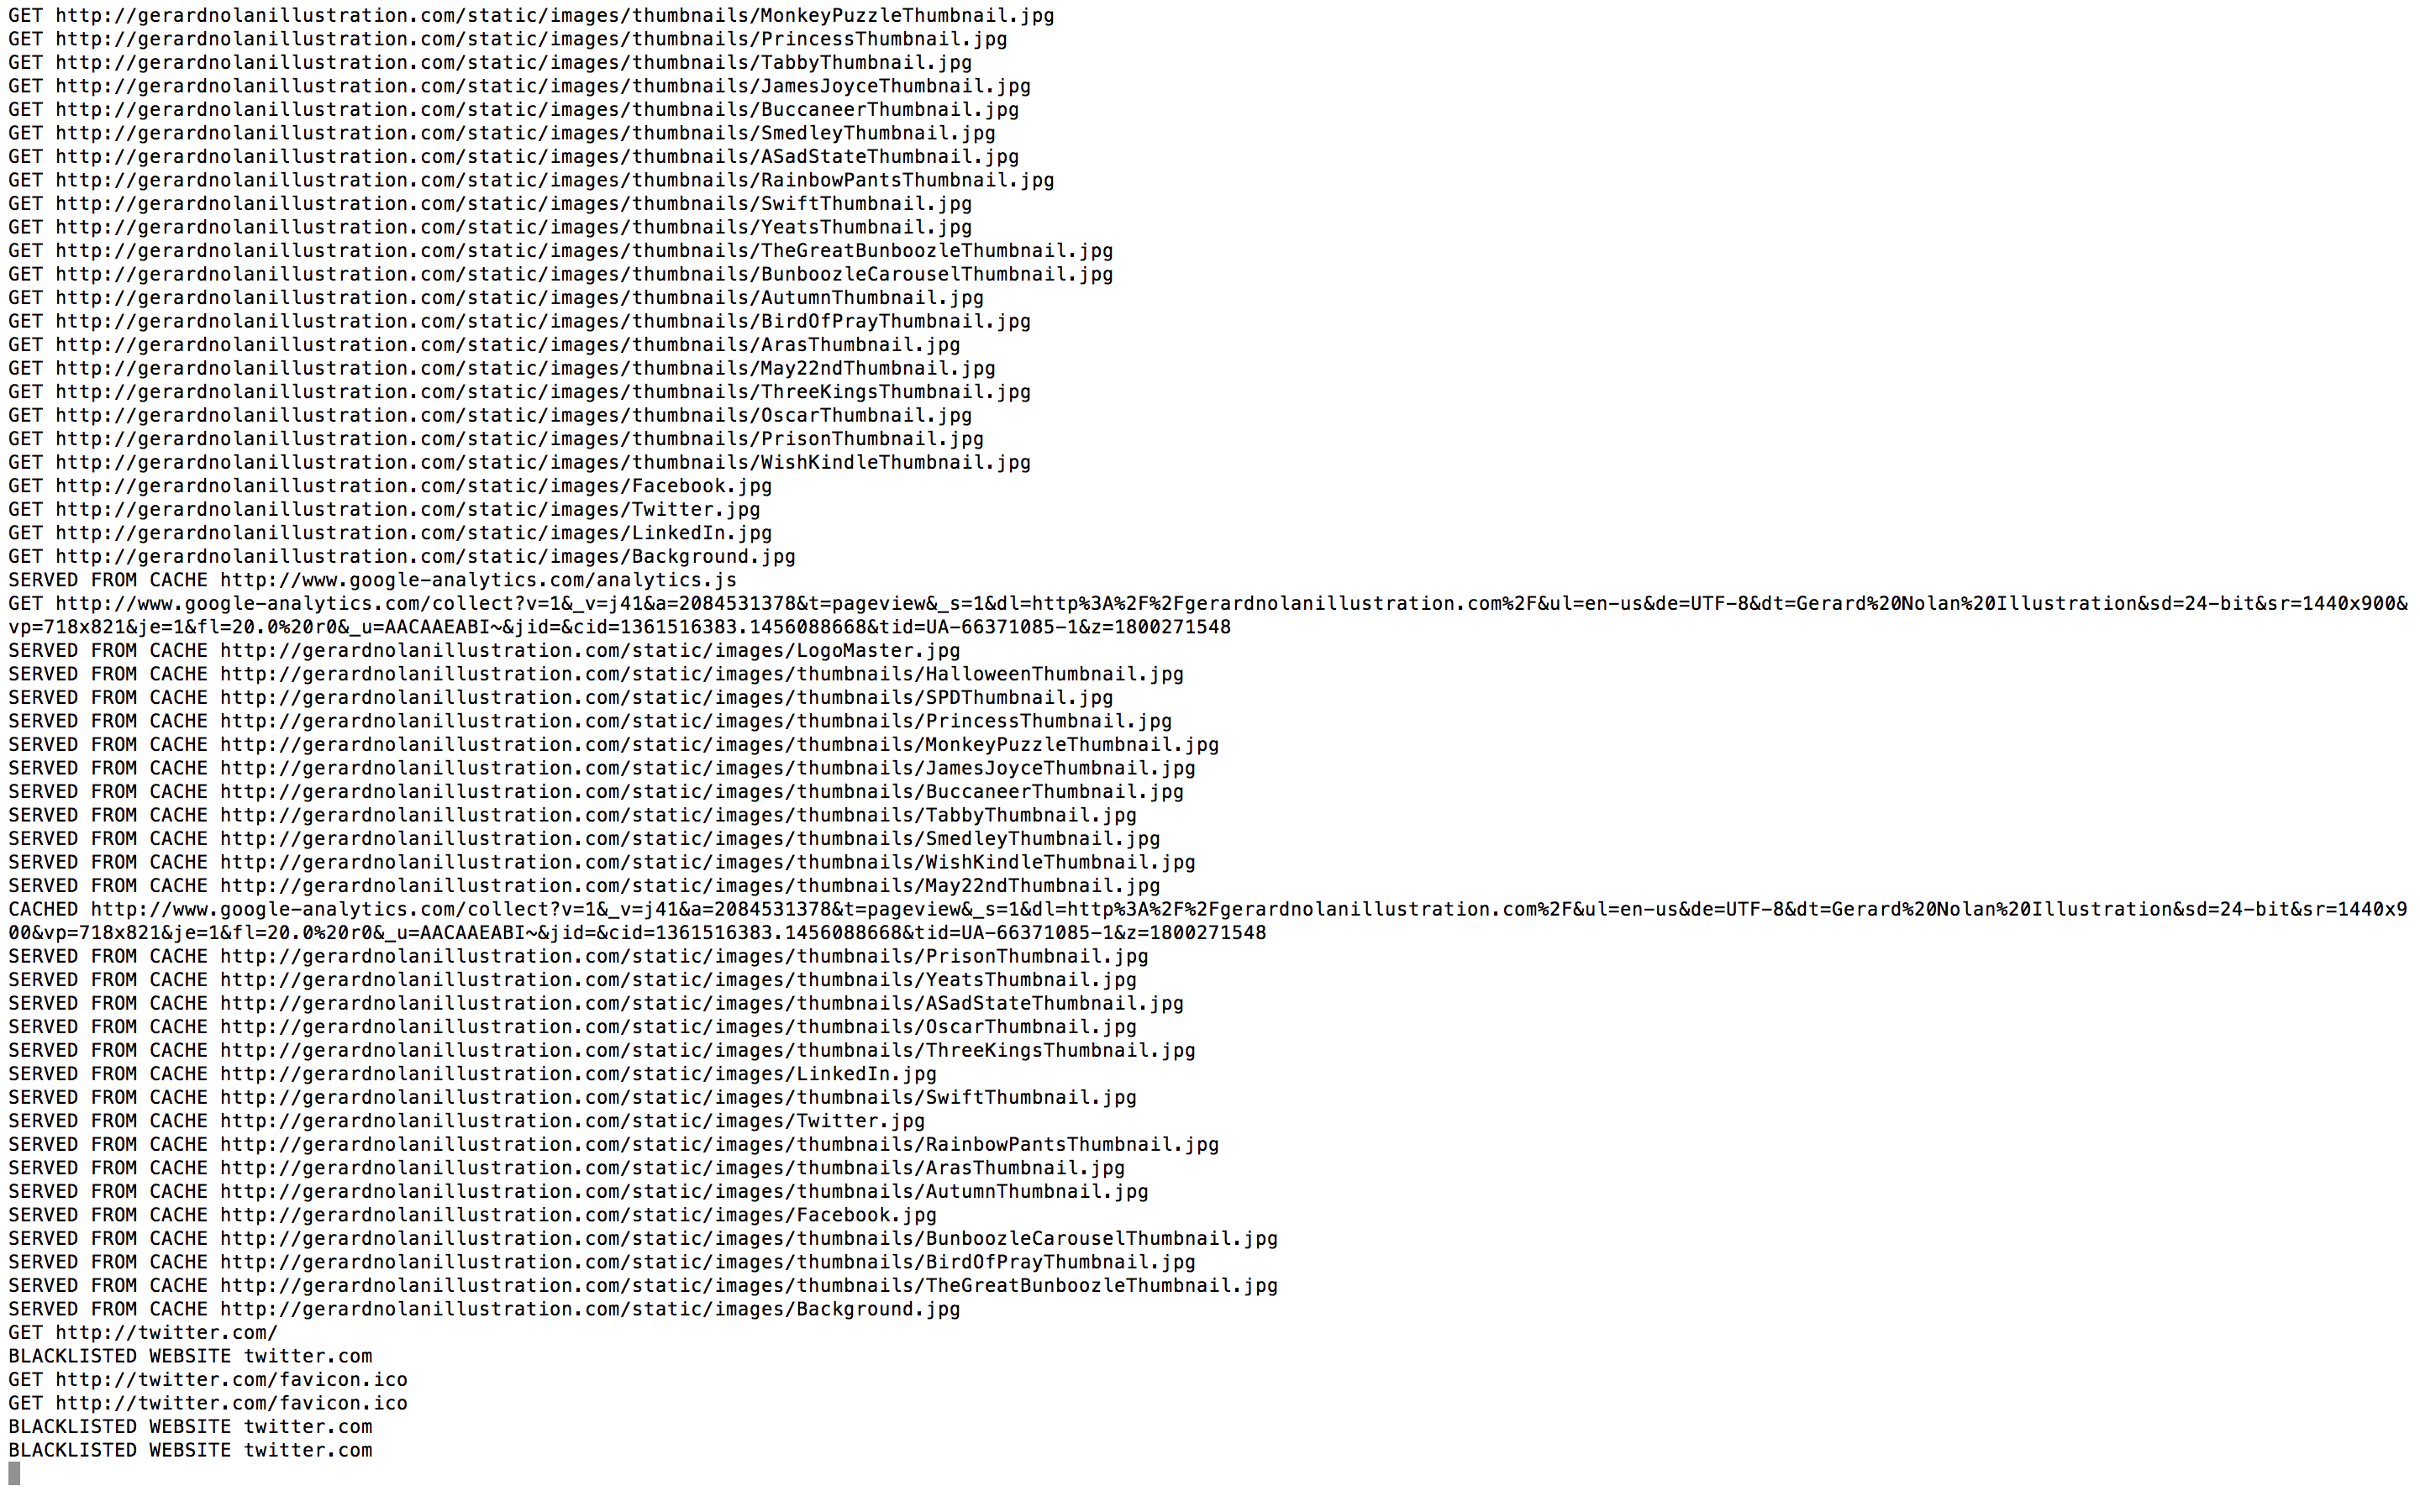 GET http://gerardnolanillustration.com/static/images/thumbnails/MonkeyPuzzleThumbnail.jpg
GET http://gerardnolanillustration.com/static/images/thumbnails/PrincessThumbnail.jpg
GET http://gerardnolanillustration.com/static/images/thumbnails/TabbyThumbnail.jpg
GET http://gerardnolanillustration.com/static/images/thumbnails/JamesJoyceThumbnail.jpg
GET http://gerardnolanillustration.com/static/images/thumbnails/BuccaneerThumbnail.jpg
GET http://gerardnolanillustration.com/static/images/thumbnails/SmedleyThumbnail.jpg
GET http://gerardnolanillustration.com/static/images/thumbnails/ASadStateThumbnail.jpg
GET http://gerardnolanillustration.com/static/images/thumbnails/RainbowPantsThumbnail.jpg
GET http://gerardnolanillustration.com/static/images/thumbnails/SwiftThumbnail.jpg
GET http://gerardnolanillustration.com/static/images/thumbnails/YeatsThumbnail.jpg
GET http://gerardnolanillustration.com/static/images/thumbnails/TheGreatBunboozleThumbnail.jpg
GET http://gerardnolanillustration.com/static/images/thumbnails/BunboozleCarouselThumbnail.jpg
GET http://gerardnolanillustration.com/static/images/thumbnails/AutumnThumbnail.jpg
GET http://gerardnolanillustration.com/static/images/thumbnails/BirdOfPrayThumbnail.jpg
GET http://gerardnolanillustration.com/static/images/thumbnails/ArasThumbnail.jpg
GET http://gerardnolanillustration.com/static/images/thumbnails/May22ndThumbnail.jpg
GET http://gerardnolanillustration.com/static/images/thumbnails/ThreeKingsThumbnail.jpg
GET http://gerardnolanillustration.com/static/images/thumbnails/OscarThumbnail.jpg
GET http://gerardnolanillustration.com/static/images/thumbnails/PrisonThumbnail.jpg
GET http://gerardnolanillustration.com/static/images/thumbnails/WishKindleThumbnail.jpg
GET http://gerardnolanillustration.com/static/images/Facebook.jpg
GET http://gerardnolanillustration.com/static/images/Twitter.jpg
GET http://gerardnolanillustration.com/static/images/LinkedIn.jpg
GET http://gerardnolanillustration.com/static/images/Background.jpg
SERVED FROM CACHE http://www.google-analytics.com/analytics.js
GET http://www.google-analytics.com/collect?v=1&_v=j41&a=2084531378&t=pageview&_s=1&dl=http%3A%2F%2Fgerardnolanillustration.com%2F&ul=en-us&de=UTF-8&dt=Gerard%20Nolan%20Illustration&sd=24-bit&sr=1440x900&
vp=718x821&je=1&fl=20.0%20r0&_u=AACAAEABI~&jid=&cid=1361516383.1456088668&tid=UA-66371085-1&z=1800271548
SERVED FROM CACHE http://gerardnolanillustration.com/static/images/LogoMaster.jpg
SERVED FROM CACHE http://gerardnolanillustration.com/static/images/thumbnails/HalloweenThumbnail.jpg
SERVED FROM CACHE http://gerardnolanillustration.com/static/images/thumbnails/SPDThumbnail.jpg
SERVED FROM CACHE http://gerardnolanillustration.com/static/images/thumbnails/PrincessThumbnail.jpg
SERVED FROM CACHE http://gerardnolanillustration.com/static/images/thumbnails/MonkeyPuzzleThumbnail.jpg
SERVED FROM CACHE http://gerardnolanillustration.com/static/images/thumbnails/JamesJoyceThumbnail.jpg
SERVED FROM CACHE http://gerardnolanillustration.com/static/images/thumbnails/BuccaneerThumbnail.jpg
SERVED FROM CACHE http://gerardnolanillustration.com/static/images/thumbnails/TabbyThumbnail.jpg
SERVED FROM CACHE http://gerardnolanillustration.com/static/images/thumbnails/SmedleyThumbnail.jpg
SERVED FROM CACHE http://gerardnolanillustration.com/static/images/thumbnails/WishKindleThumbnail.jpg
SERVED FROM CACHE http://gerardnolanillustration.com/static/images/thumbnails/May22ndThumbnail.jpg
CACHED http://www.google-analytics.com/collect?v=1&_v=j41&a=2084531378&t=pageview&_s=1&dl=http%3A%2F%2Fgerardnolanillustration.com%2F&ul=en-us&de=UTF-8&dt=Gerard%20Nolan%20Illustration&sd=24-bit&sr=1440x9
00&vp=718x821&je=1&fl=20.0%20r0&_u=AACAAEABI~&jid=&cid=1361516383.1456088668&tid=UA-66371085-1&z=1800271548
SERVED FROM CACHE http://gerardnolanillustration.com/static/images/thumbnails/PrisonThumbnail.jpg
SERVED FROM CACHE http://gerardnolanillustration.com/static/images/thumbnails/YeatsThumbnail.jpg
SERVED FROM CACHE http://gerardnolanillustration.com/static/images/thumbnails/ASadStateThumbnail.jpg
SERVED FROM CACHE http://gerardnolanillustration.com/static/images/thumbnails/OscarThumbnail.jpg
SERVED FROM CACHE http://gerardnolanillustration.com/static/images/thumbnails/ThreeKingsThumbnail.jpg
SERVED FROM CACHE http://gerardnolanillustration.com/static/images/LinkedIn.jpg
SERVED FROM CACHE http://gerardnolanillustration.com/static/images/thumbnails/SwiftThumbnail.jpg
SERVED FROM CACHE http://gerardnolanillustration.com/static/images/Twitter.jpg
SERVED FROM CACHE http://gerardnolanillustration.com/static/images/thumbnails/RainbowPantsThumbnail.jpg
SERVED FROM CACHE http://gerardnolanillustration.com/static/images/thumbnails/ArasThumbnail.jpg
SERVED FROM CACHE http://gerardnolanillustration.com/static/images/thumbnails/AutumnThumbnail.jpg
SERVED FROM CACHE http://gerardnolanillustration.com/static/images/Facebook.jpg
SERVED FROM CACHE http://gerardnolanillustration.com/static/images/thumbnails/BunboozleCarouselThumbnail.jpg
SERVED FROM CACHE http://gerardnolanillustration.com/static/images/thumbnails/BirdOfPrayThumbnail.jpg
SERVED FROM CACHE http://gerardnolanillustration.com/static/images/thumbnails/TheGreatBunboozleThumbnail.jpg
SERVED FROM CACHE http://gerardnolanillustration.com/static/images/Background.jpg
GET http://twitter.com/
BLACKLISTED WEBSITE twitter.com
GET http://twitter.com/favicon.ico
GET http://twitter.com/favicon.ico
BLACKLISTED WEBSITE twitter.com
BLACKLISTED WEBSITE twitter.com